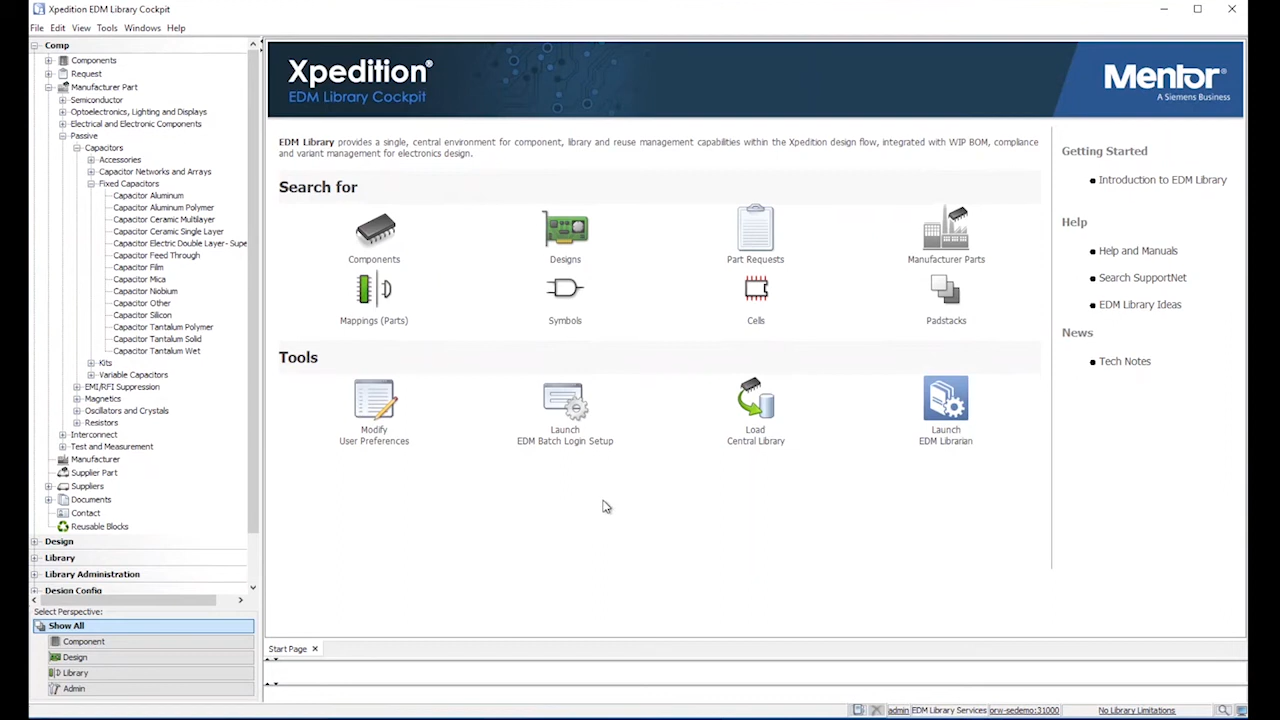 Xpedition EDM Library Cockpit
File Edit View Tools Windows Help
Comp
Components
Request
Manufacturer Part
Semiconductor
Optoelectronics, Lighting and Displays
Electrical and Electronic Components
Passive
Capacitors
Accessories
Capacitor Networks and Arrays
Fixed Capacitors
Capacitor Aluminum
Capacitor Aluminum Polymer
Capacitor Ceramic Multilayer
Capacitor Ceramic Single Layer
Capacitor Electric Double Layer- Supe
Capacitor Feed Through
Capacitor Film
Capacitor Mica
Capacitor Niobium
Capacitor Other
Capacitor Silicon
Capacitor Tantalum Polymer
Capacitor Tantalum Solid
Capacitor Tantalum Wet
Kits
Variable Capacitors
EMI/RFI Suppression
Magnetics
Oscillators and Crystals
Resistors
Interconnect
Test and Measurement
Manufacturer
Supplier Part
Suppliers
Documents
Contact
Reusable Blocks
Design
Library
Library Administration
Design Config
Select Perspective:
Show All
Component
Design
Library
Admin
Xpedition®
EDM Library Cockpit
Mentor®
A Siemens Business
EDM Library provides a single, central environment for component, library and reuse management capabilities within the Xpedition design flow, integrated with WIP BOM, compliance
and variant management for electronics design.
Search for
Components Designs Part Requests Manufacturer Parts
Mappings (Parts) Symbols Cells Padstacks
Tools
Modify Launch Load Launch
User Preferences EDM Batch Login Setup Central Library EDM Librarian
Getting Started
Introduction to EDM Library
Help
Help and Manuals
Search SupportNet
EDM Library Ideas
News
Tech Notes
Start Page
admin EDM Library Services orw-sedemo:31000 No Library Limitations